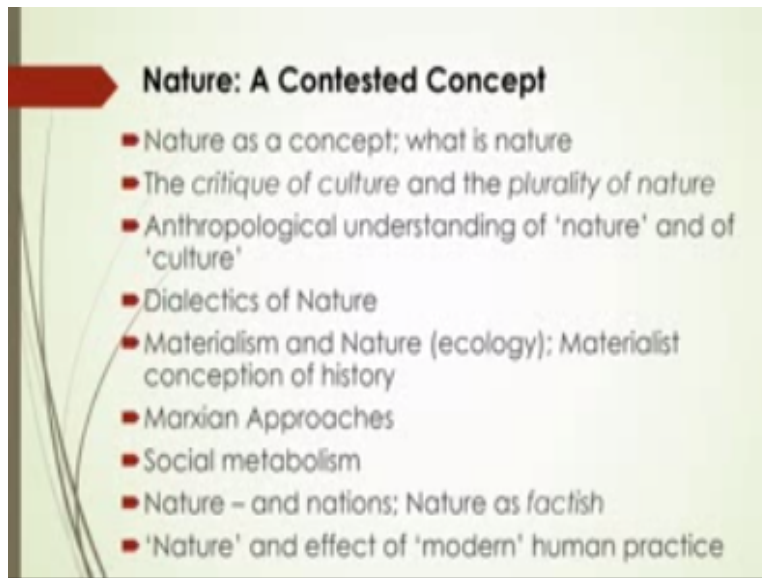 Nature: A Contested Concept
Nature as a concept; what is nature
The critique of culture and the plurality of nature
Anthropological understanding of ‘nature’ and of
‘culture’
Dialectics of Nature
Materialism and Nature (ecology); Materialist
conception of history
Marxian Approaches
Social metabolism
Nature – and nations; Nature as factish
‘Nature’ and effect of ‘modern’ human practice